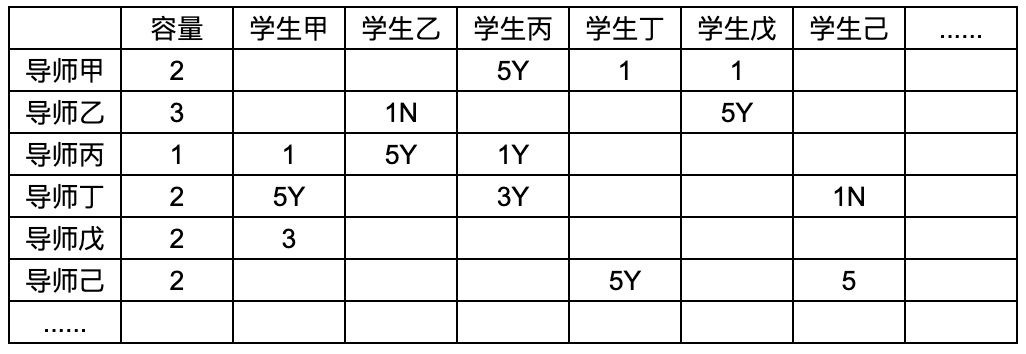 容量 学生甲 学生乙 学生丙 学生丁 学生戊 学生己 ......
导师甲 2 5Y 1 1
导师乙 3 1N 5Y
导师丙 1 1 5Y 1Y
导师丁 2 5Y 3Y 1N
导师戊 2 3
导师己 2 5Y 5
......